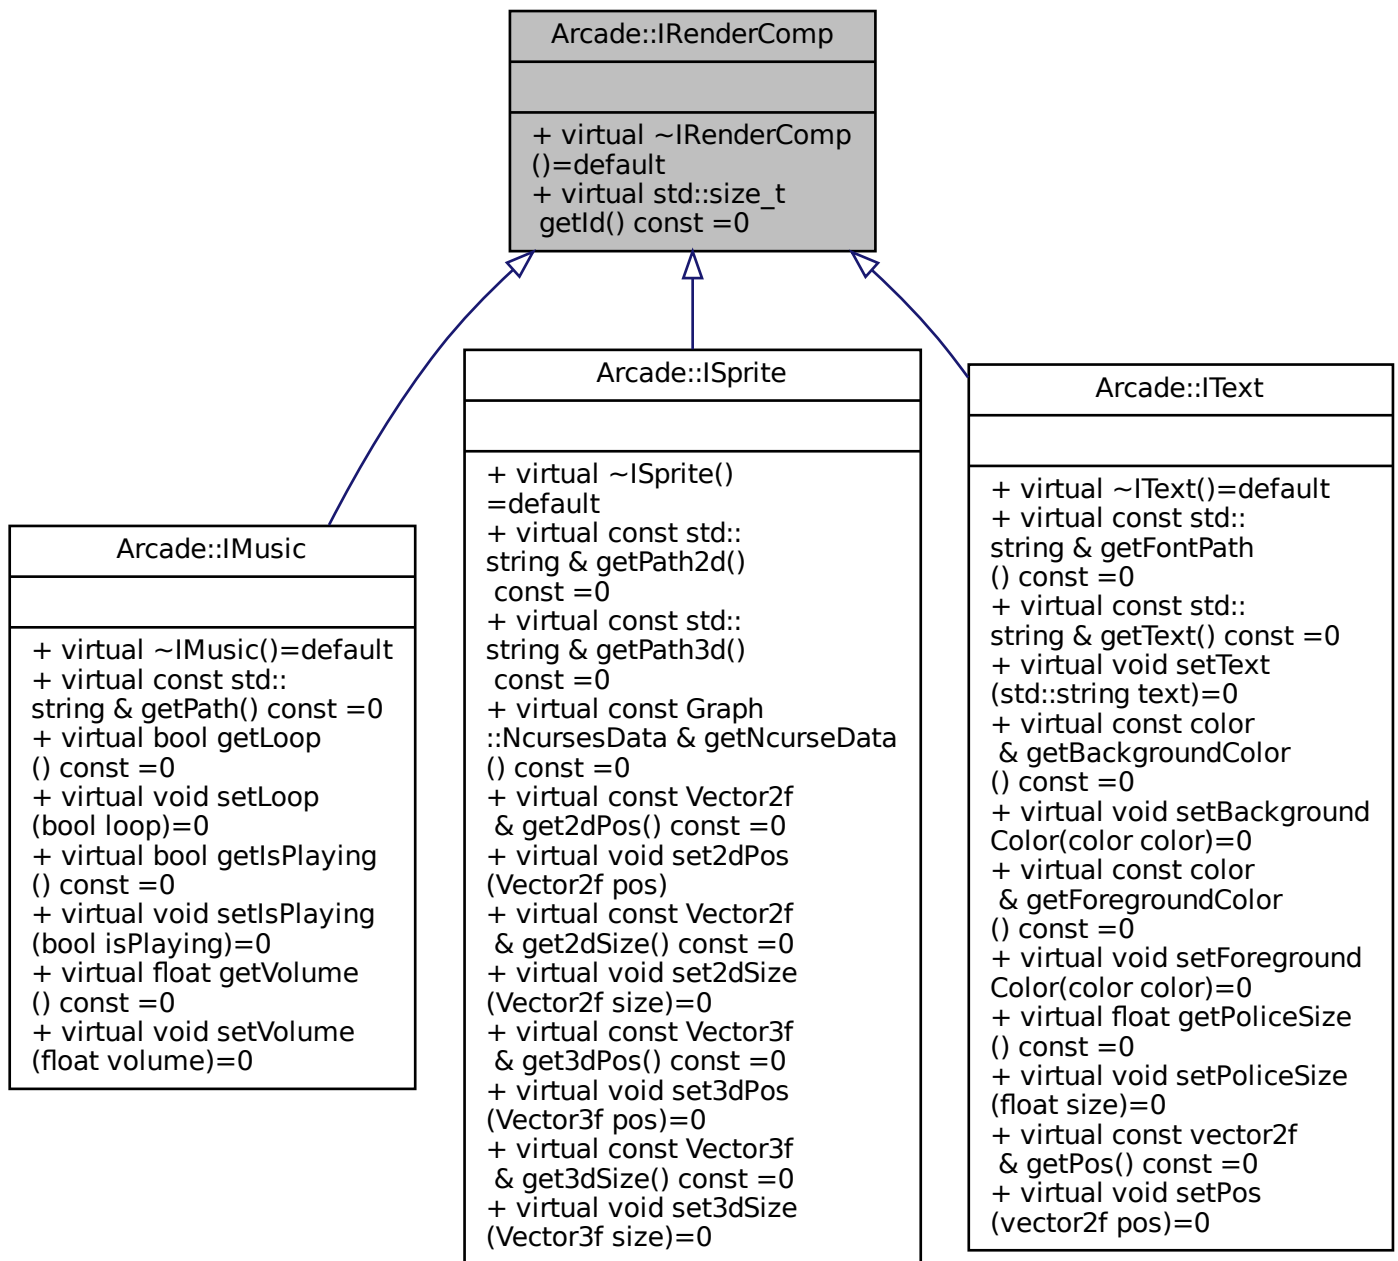 Arcade::IRenderComp
+ virtual ~IRenderComp
()=default
+ virtual std::size_t
getId() const =0
Arcade::IMusic
+ virtual ~IMusic()=default
+ virtual const std::
string & getPath() const =0
+ virtual bool getLoop
() const =0
+ virtual void setLoop
(bool loop)=0
+ virtual bool getIsPlaying
() const =0
+ virtual void setIsPlaying
(bool isPlaying)=0
+ virtual float getVolume
() const =0
+ virtual void setVolume
(float volume)=0
Arcade::ISprite
+ virtual ~ISprite()
=default
+ virtual const std::
string & getPath2d()
const =0
+ virtual const std::
string & getPath3d()
const =0
+ virtual const Graph
::NcursesData & getNcurseData
() const =0
+ virtual const Vector2f
& get2dPos() const =0
+ virtual void set2dPos
(Vector2f pos)
+ virtual const Vector2f
& get2dSize() const =0
+ virtual void set2dSize
(Vector2f size)=0
+ virtual const Vector3f
& get3dPos() const =0
+ virtual void set3dPos
(Vector3f pos)=0
+ virtual const Vector3f
& get3dSize() const =0
+ virtual void set3dSize
(Vector3f size)=0
Arcade::IText
+ virtual ~IText()=default
+ virtual const std::
string & getFontPath
() const =0
+ virtual const std::
string & getText() const =0
+ virtual void setText
(std::string text)=0
+ virtual const color
& getBackgroundColor
() const =0
+ virtual void setBackground
Color(color color)=0
+ virtual const color
& getForegroundColor
() const =0
+ virtual void setForeground
Color(color color)=0
+ virtual float getPoliceSize
() const =0
+ virtual void setPoliceSize
(float size)=0
+ virtual const vector2f
& getPos() const =0
+ virtual void setPos
(vector2f pos)=0